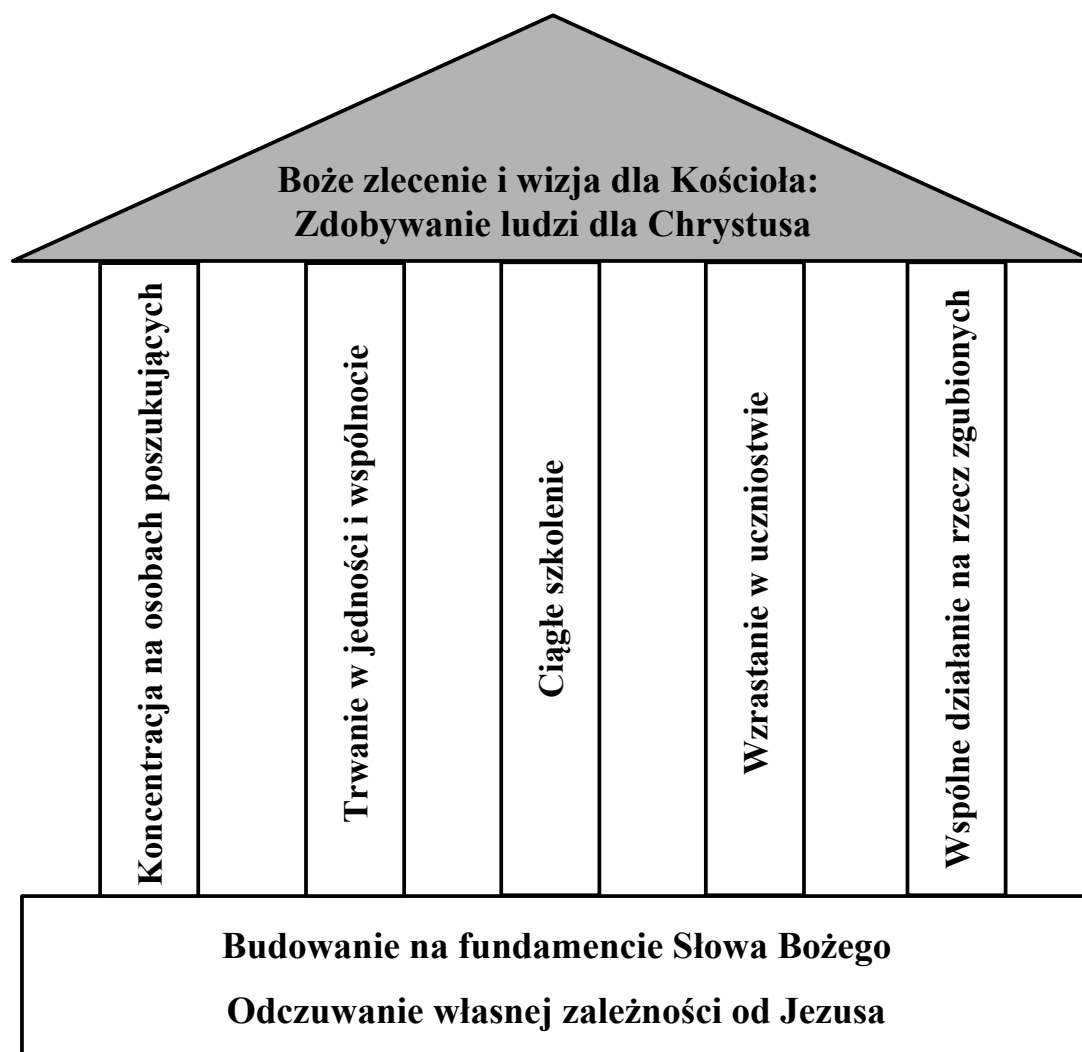 Boże zlecenie i wizja dla Kościoła:
Zdobywanie ludzi dla Chrystusa
Koncentracja na osobach poszukujących
Trwanie w jedności i wspólnocie
Ciągłe szkolenie
Wzrastanie w uczniostwie
Wspólne działanie na rzecz zgubionych
Budowanie na fundamencie Słowa Bożego
Odczuwanie własnej zależności od Jezusa